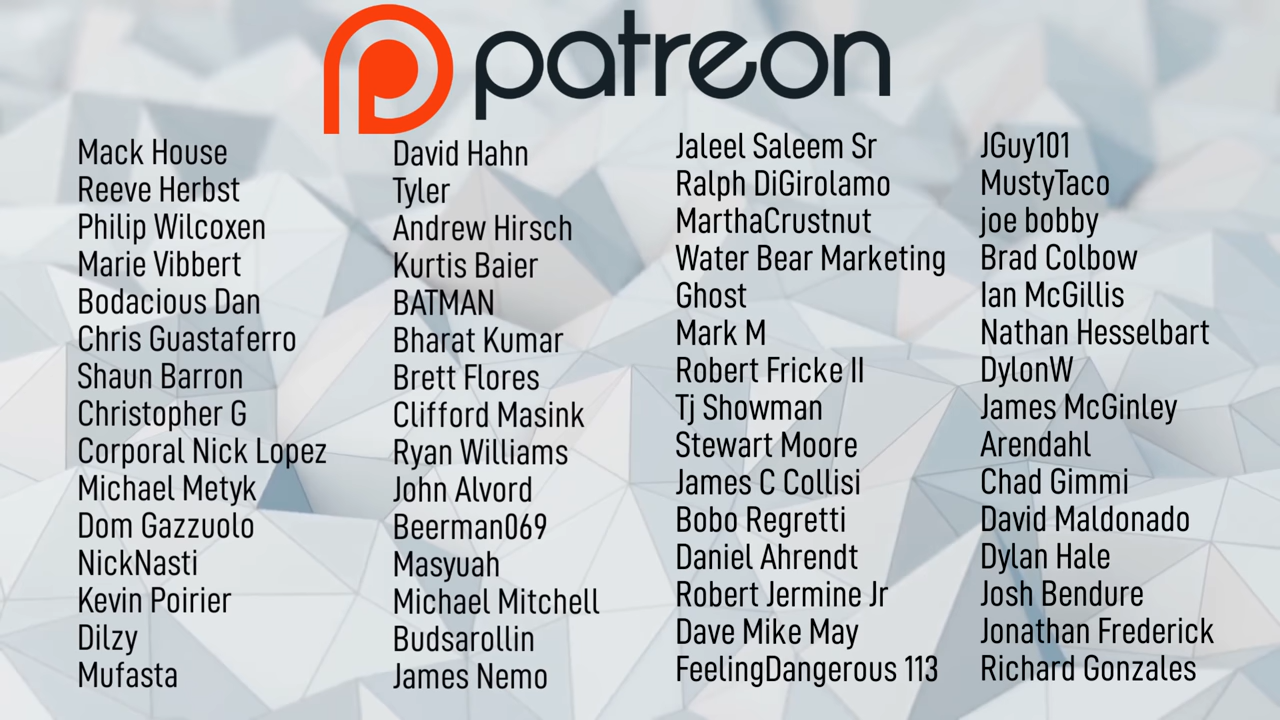 patreon
Mack House
Reeve Herbst
Philip Wilcoxen
Marie Vibbert
Bodacious Dan
Chris Guastaferro
Shaun Barron
Christopher G
Corporal Nick Lopez
Michael Metyk
Dom Gazzuolo
NickNasti
Kevin Poirier
Dilzy
Mufasta
David Hahn
Tyler
Andrew Hirsch
Kurtis Baier
BATMAN
Bharat Kumar
Brett Flores
Clifford Masink
Ryan Williams
John Alvord
Beerman069
Masyuah
Michael Mitchell
Budsarollin
James Nemo
Jaleel Saleem Sr
Ralph DiGirolamo
MarthaCrustnut
Water Bear Marketing
Ghost
Mark M
Robert Fricke II
Tj Showman
Stewart Moore
James C Collisi
Bobo Regretti
Daniel Ahrendt
Robert Jermine Jr
Dave Mike May
FeelingDangerous 113
JGuy101
MustyTaco
joe bobby
Brad Colbow
Ian McGillis
Nathan Hesselbart
DylonW
James McGinley
Arendahl
Chad Gimmi
David Maldonado
Dylan Hale
Josh Bendure
Jonathan Frederick
Richard Gonzales